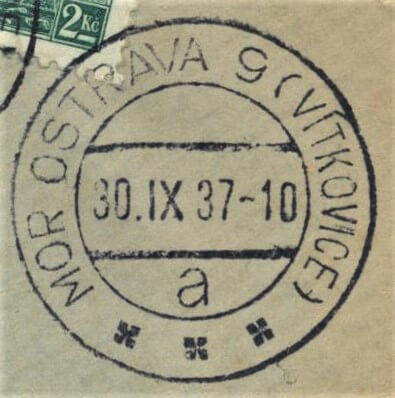 2 Kč
MOR OSTRAVA 9 (VÍTKOVICE)
30.IX 37-10
a